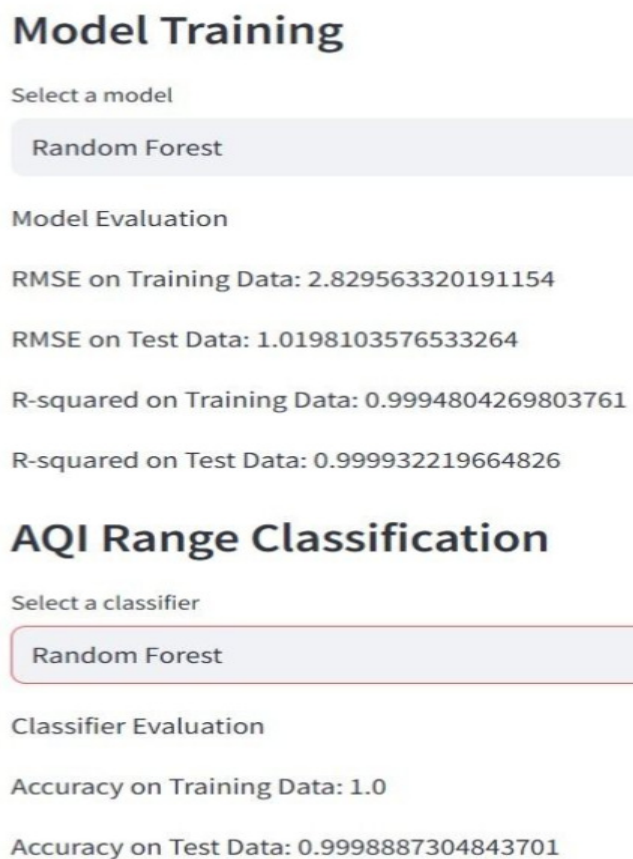 Model Training
Select a model
Random Forest
Model Evaluation
RMSE on Training Data: 2.829563320191154
RMSE on Test Data: 1.0198103576533264
R-squared on Training Data: 0.9994804269803761
R-squared on Test Data: 0.999932219664826
AQI Range Classification
Select a classifier
Random Forest
Classifier Evaluation
Accuracy on Training Data: 1.0
Accuracy on Test Data: 0.9998887304843701